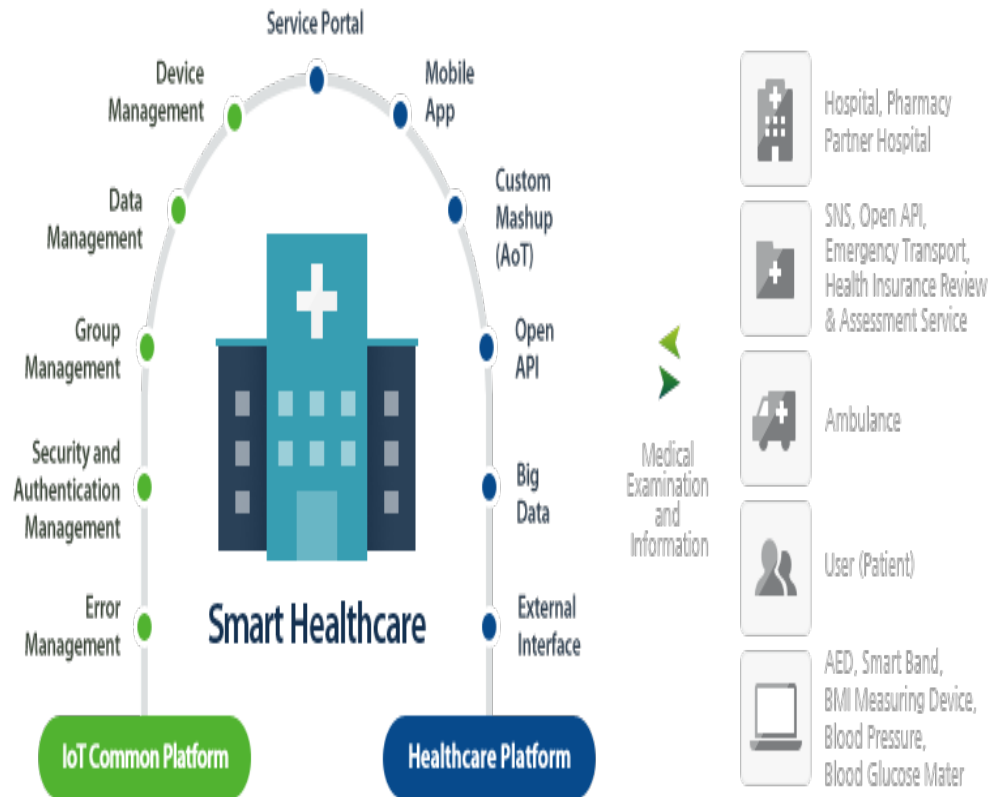 Service Portal
Device
Management
Mobile
App
Data
Management
Custom
Mashup
(AoT)
Group
Management
Open
API
Security and
Authentication
Management
Big
Data
Error
Management
External
Interface
Smart Healthcare
IoT Common Platform
Healthcare Platform
Medical
Examination
and
Information
Hospital, Pharmacy
Partner Hospital
SNS, Open API,
Emergency Transport,
Health Insurance Review
& Assessment Service
Ambulance
User (Patient)
AED, Smart Band,
BMI Measuring Device,
Blood Pressure,
Blood Glucose Mater